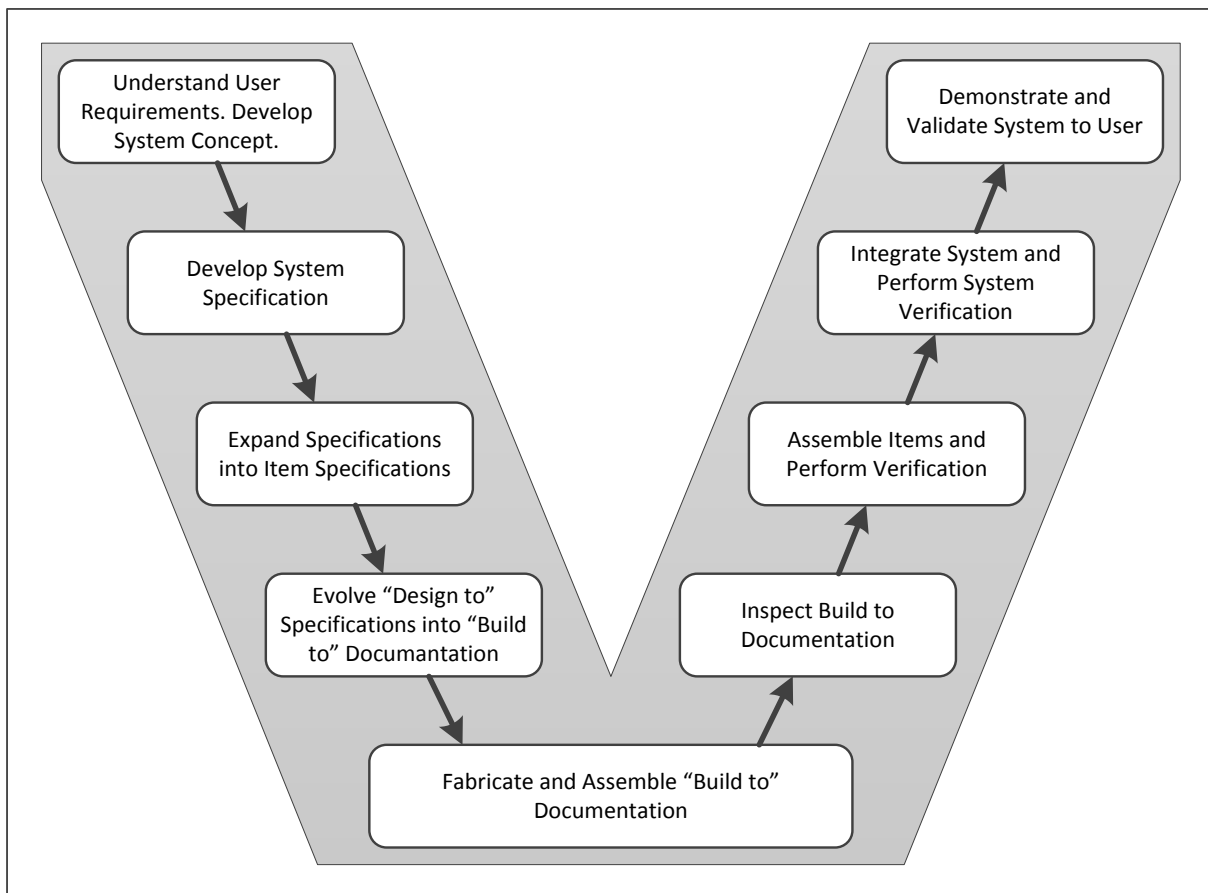 Understand User
Requirements. Develop
System Concept.
Develop System
Specification
Expand Specifications
into Item Specifications
Evolve “Design to”
Specifications into “Build
to” Documantation
Fabricate and Assemble “Build to”
Documentation
Inspect Build to
Documentation
Assemble Items and
Perform Verification
Integrate System and
Perform System
Verification
Demonstrate and
Validate System to User